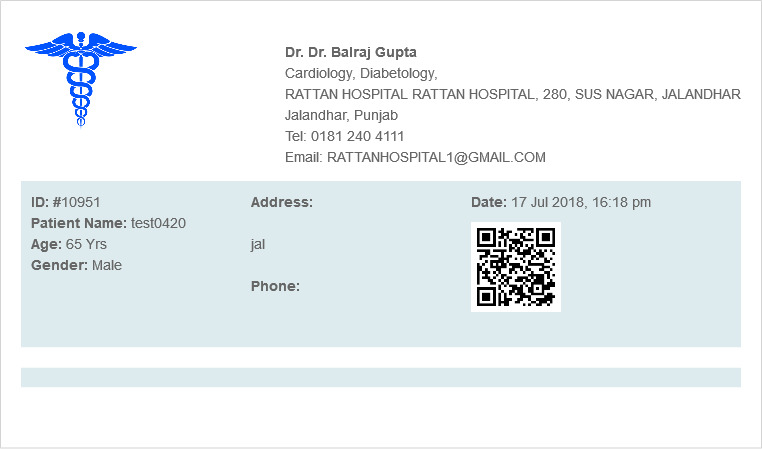 Dr. Dr. Balraj Gupta
Cardiology, Diabetology,
RATTAN HOSPITAL RATTAN HOSPITAL, 280, SUS NAGAR, JALANDHAR
Jalandhar, Punjab
Tel: 0181 240 4111
Email: RATTANHOSPITAL1@GMAIL.COM
ID: #10951
Patient Name: test0420
Age: 65 Yrs
Gender: Male
Address:
jal
Phone:
Date: 17 Jul 2018, 16:18 pm